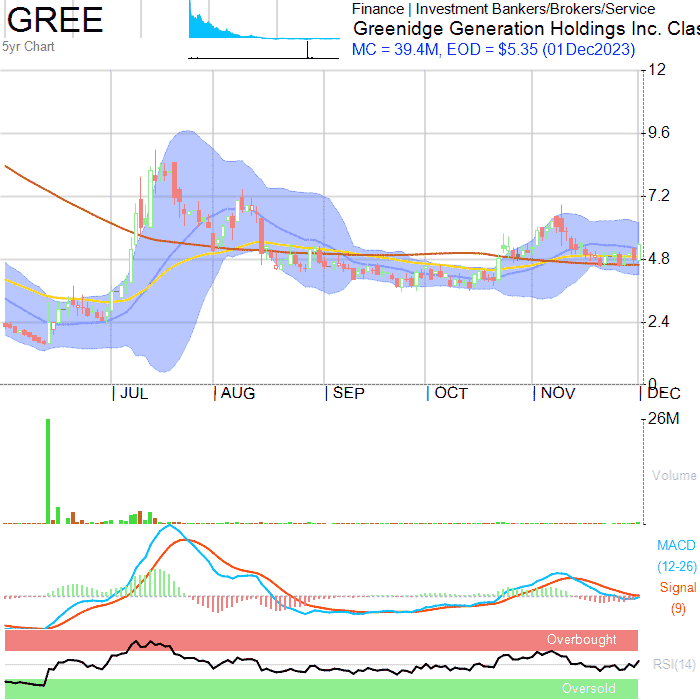 GREE
5yr Chart
Finance | Investment Bankers/Brokers/Service
Greenidge Generation Holdings Inc. Clas
MC = 39.4M, EOD = $5.35 (01Dec2023)
12
9.6
7.2
4.8
2.4
0
JUL AUG SEP OCT NOV DEC
26M
Volume
MACD
(12-26)
Signal
(9)
Overbought
RSI(14)
Oversold